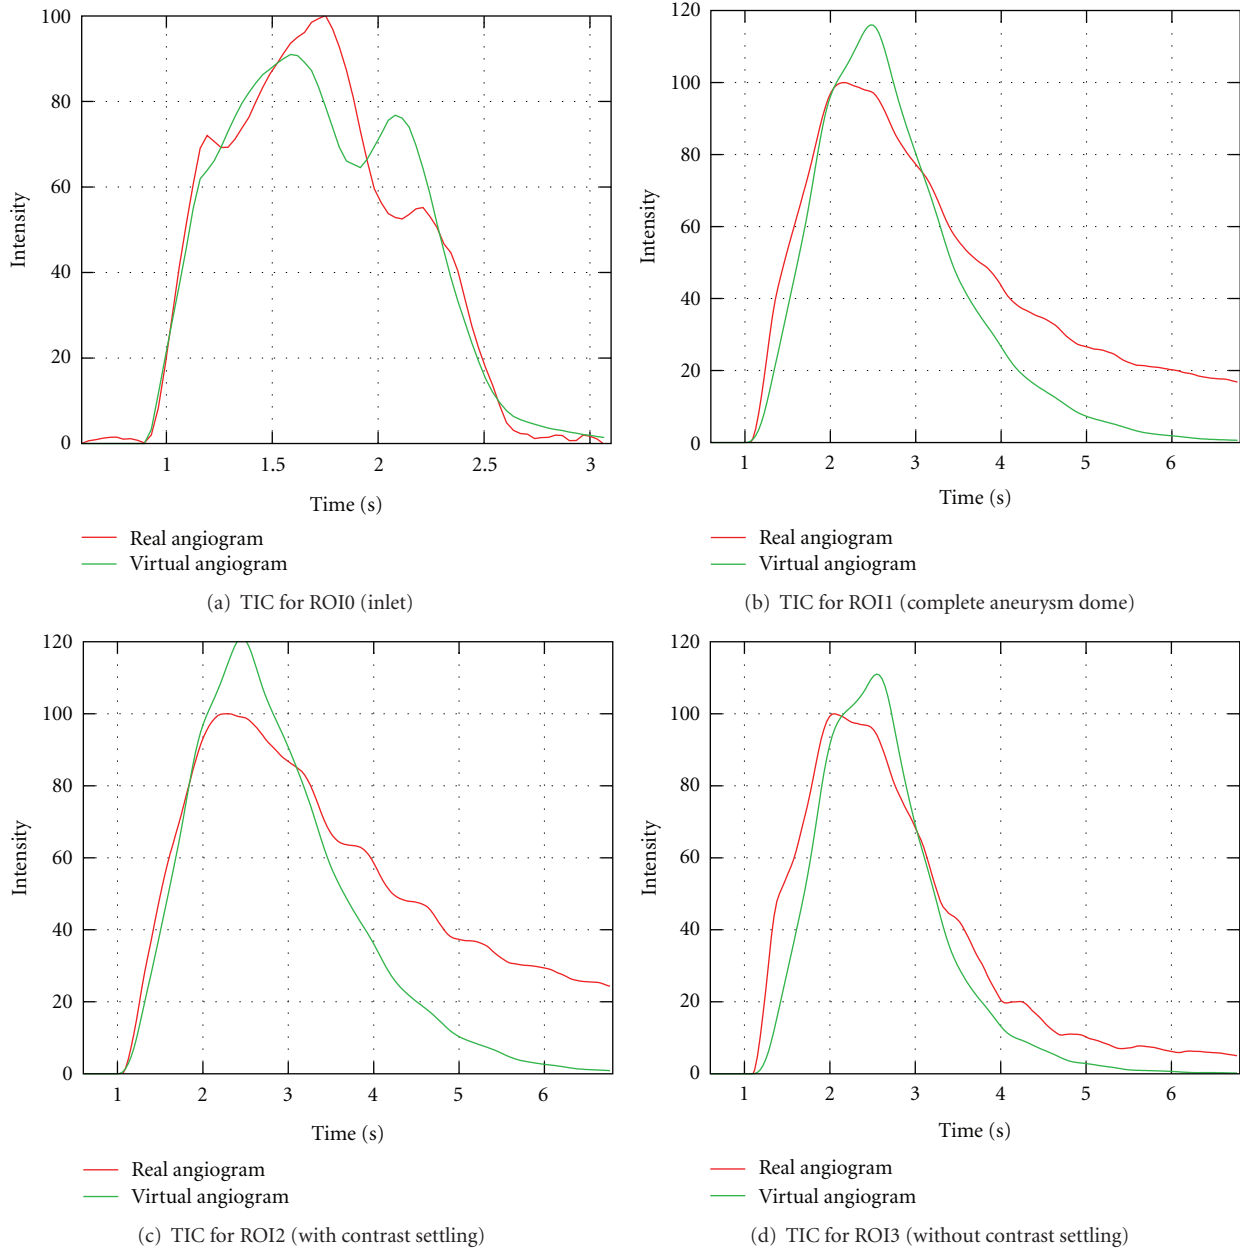 100
80
60
40
20
0
Intensity
1
1.5
2
2.5
3
Time (s)
Real angiogram
Virtual angiogram
(a) TIC for ROI0 (inlet)
120
100
80
60
40
20
0
Intensity
1
2
3
4
5
6
Time (s)
Real angiogram
Virtual angiogram
(b) TIC for ROI1 (complete aneurysm dome)
120
100
80
60
40
20
0
Intensity
1
2
3
4
5
6
Time (s)
Real angiogram
Virtual angiogram
(c) TIC for ROI2 (with contrast settling)
120
100
80
60
40
20
0
Intensity
1
2
3
4
5
6
Time (s)
Real angiogram
Virtual angiogram
(d) TIC for ROI3 (without contrast settling)